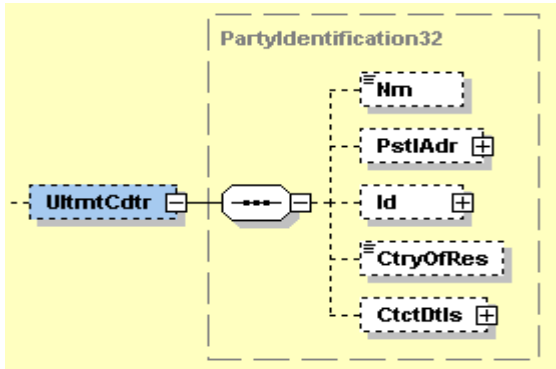 PartyIdentification32
Nm
PstlAdr
UltmtCdtr
Id
CtryOfRes
CtctDtls